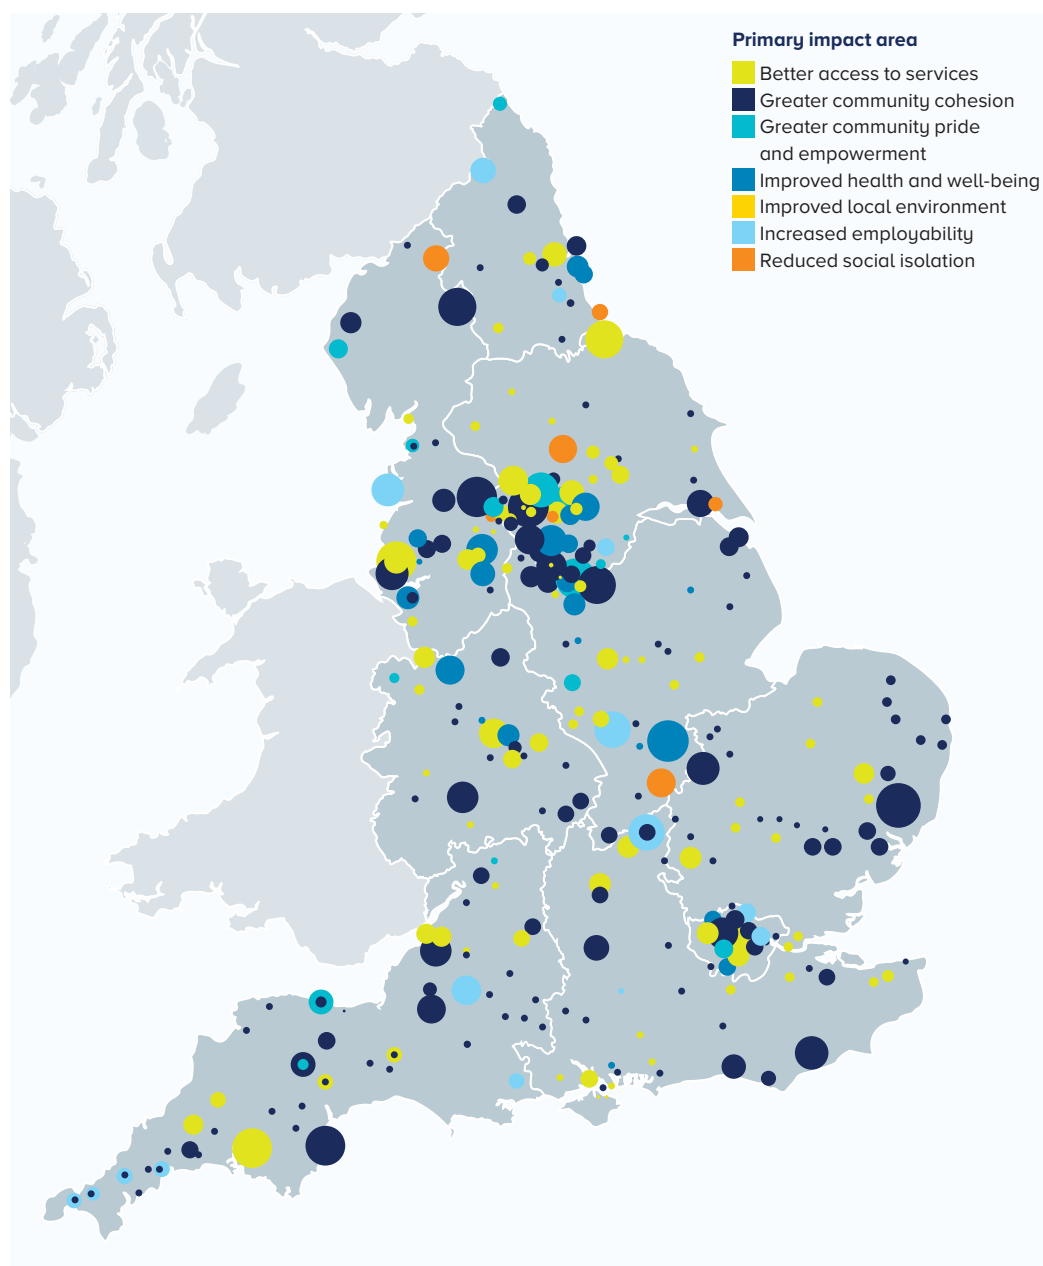 Primary impact area
Better access to services
Greater community cohesion
Greater community pride
and empowerment
Improved health and well-being
Improved local environment
Increased employability
Reduced social isolation